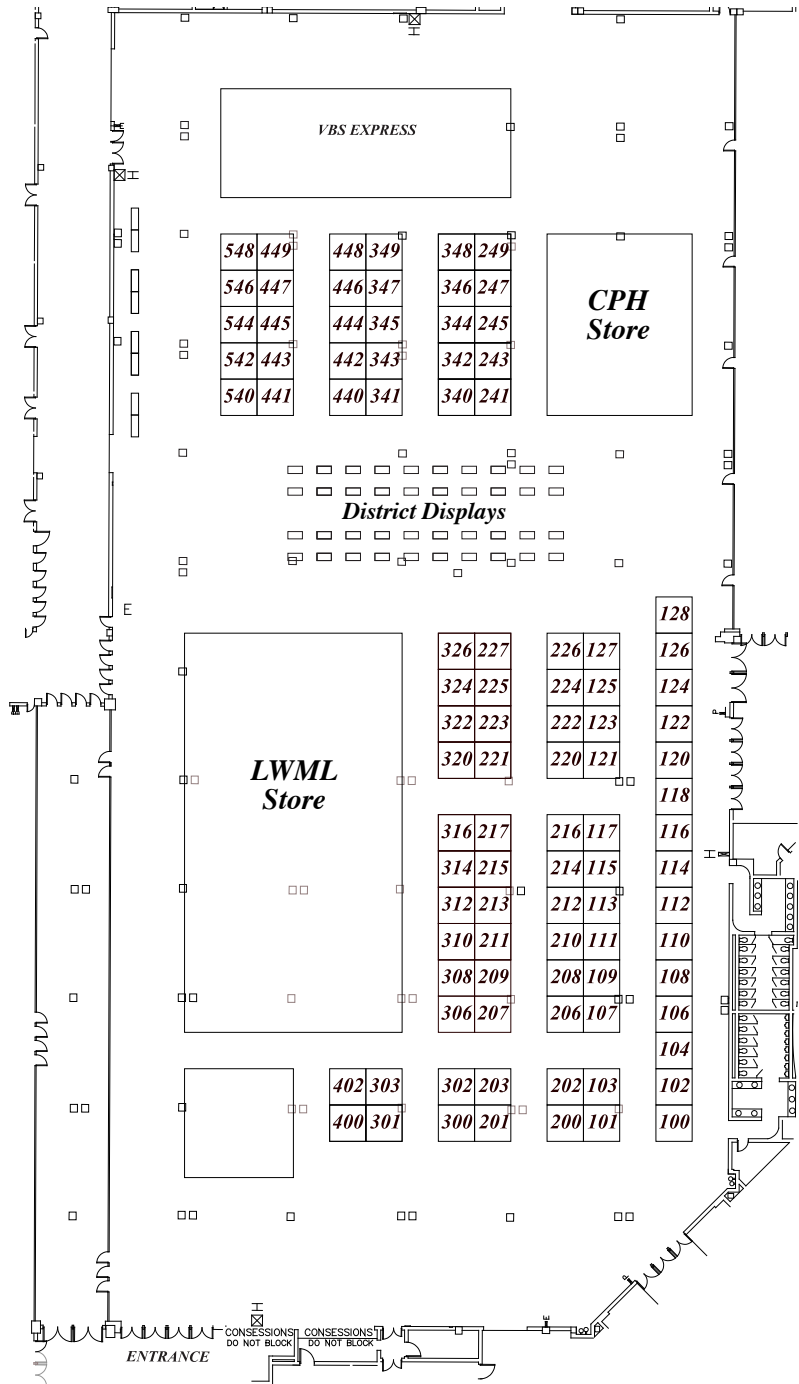 H
H
VBS EXPRESS
H
548 449 448 349 348 249
546 447 446 347 346 247
544 445 444 345 344 245
542 443 442 343 342 243
540 441 440 341 340 241
CPH
Store
District Displays
E
128
326 227 226 127 126
324 225 224 125 124
322 223 222 123 122
320 221 220 121 120
118
P
LWML
Store
316 217 216 117 116
314 215 214 115 114
312 213 212 113 112
310 211 210 111 110
308 209 208 109 108
306 207 206 107 106
104
H
402 303 302 203 202 103 102
400 301 300 201 200 101 100
P
H
E
CONSESSIONS CONSESSIONS
DO NOT BLOCK DO NOT BLOCK
ENTRANCE